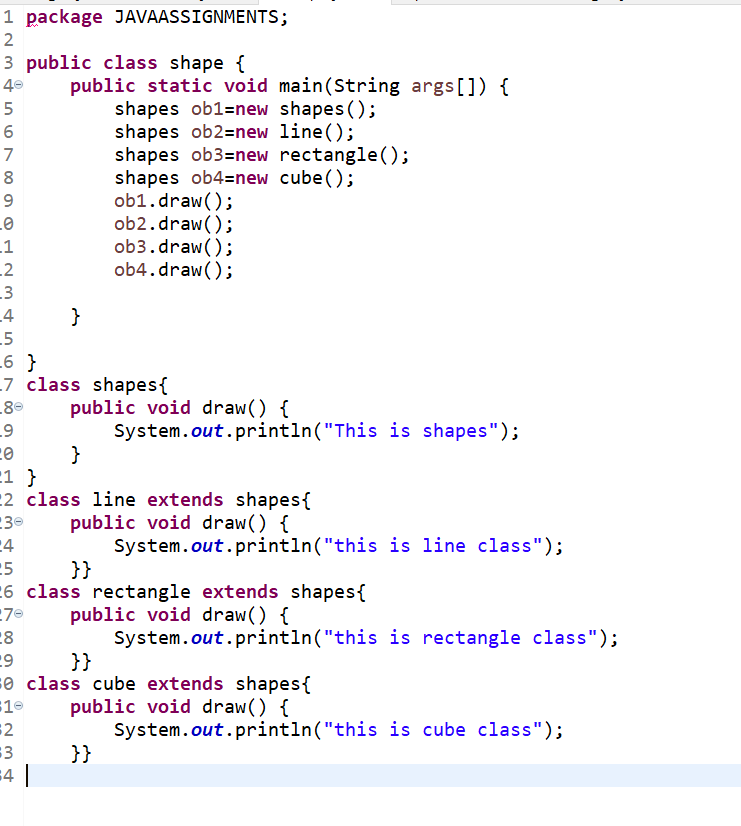 1 package JAVAASSIGNMENTS;
2
3 public class shape {
4 public static void main(String args[]) {
5 shapes ob1=new shapes();
6 shapes ob2=new line();
7 shapes ob3=new rectangle();
8 shapes ob4=new cube();
9 ob1.draw();
0 ob2.draw();
1 ob3.draw();
2 ob4.draw();
3
4 }
5
6 }
7 class shapes{
8 public void draw() {
9 System.out.println("This is shapes");
0 }
1 }
2 class line extends shapes{
3 public void draw() {
4 System.out.println("this is line class");
5 }}
6 class rectangle extends shapes{
7 public void draw() {
8 System.out.println("this is rectangle class");
9 }}
0 class cube extends shapes{
1 public void draw() {
2 System.out.println("this is cube class");
3 }}
4